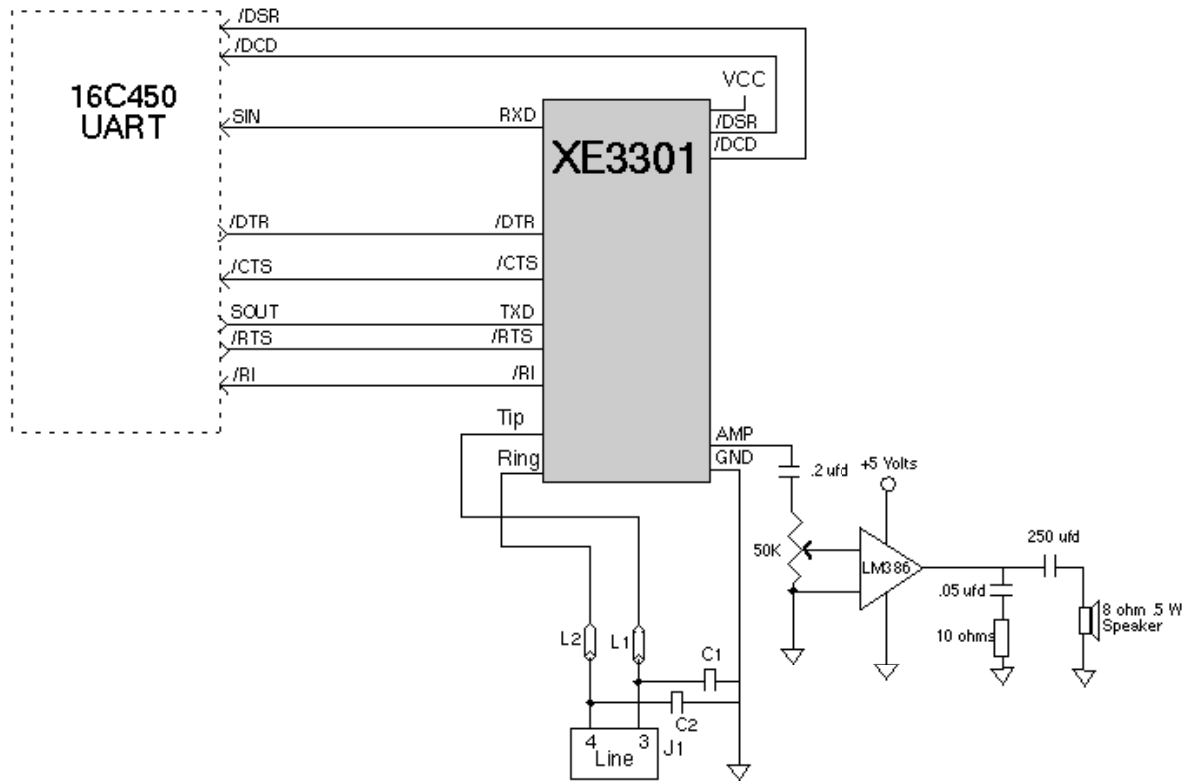 /DSR
/DCD
16C450
UART
SIN
RXD
VCC
/DSR
/DCD
XE3301
/DTR
/DTR
/CTS
/CTS
SOUT
TXD
/RTS
/RTS
/RI
/RI
Tip
Ring
AMP
GND
.2 ufd
+5 Volts
50K
LM386
250 ufd
.05 ufd
10 ohms
8 ohm .5 W
Speaker
L2
L1
C1
C2
4
3
Line
J1